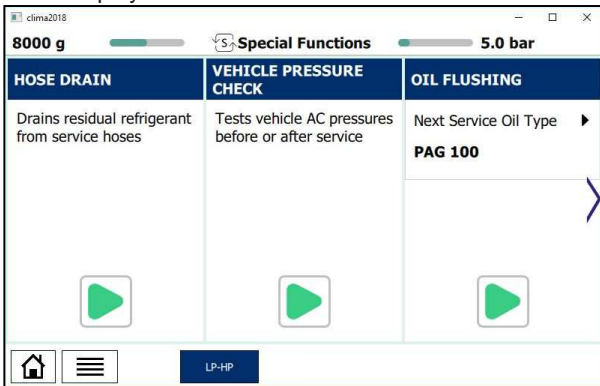 clima2018
8000 g
S
Special Functions
5.0 bar
HOSE DRAIN
VEHICLE PRESSURE
CHECK
OIL FLUSHING
Drains residual refrigerant
from service hoses
Tests vehicle AC pressures
before or after service
Next Service Oil Type
PAG 100
LP-HP